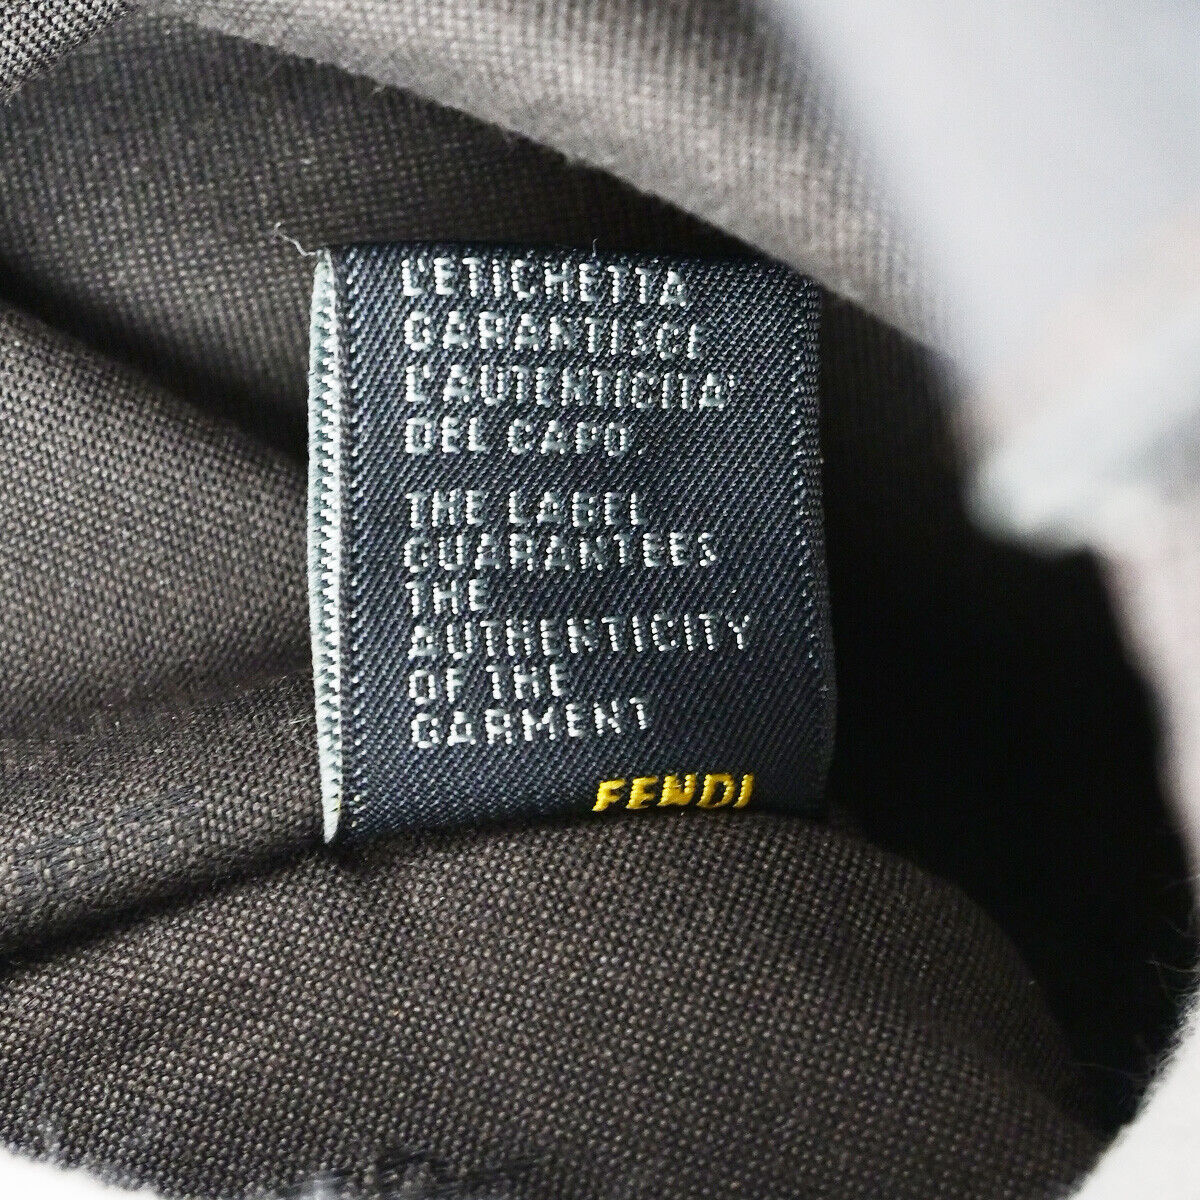 L'ETICHETTA
GARANTISCE
L'AUTENTICITA'
DEL CAPO.
THE LABEL
GUARANTEES
THE
AUTHENTICITY
OF THE
GARMENT
FENDI